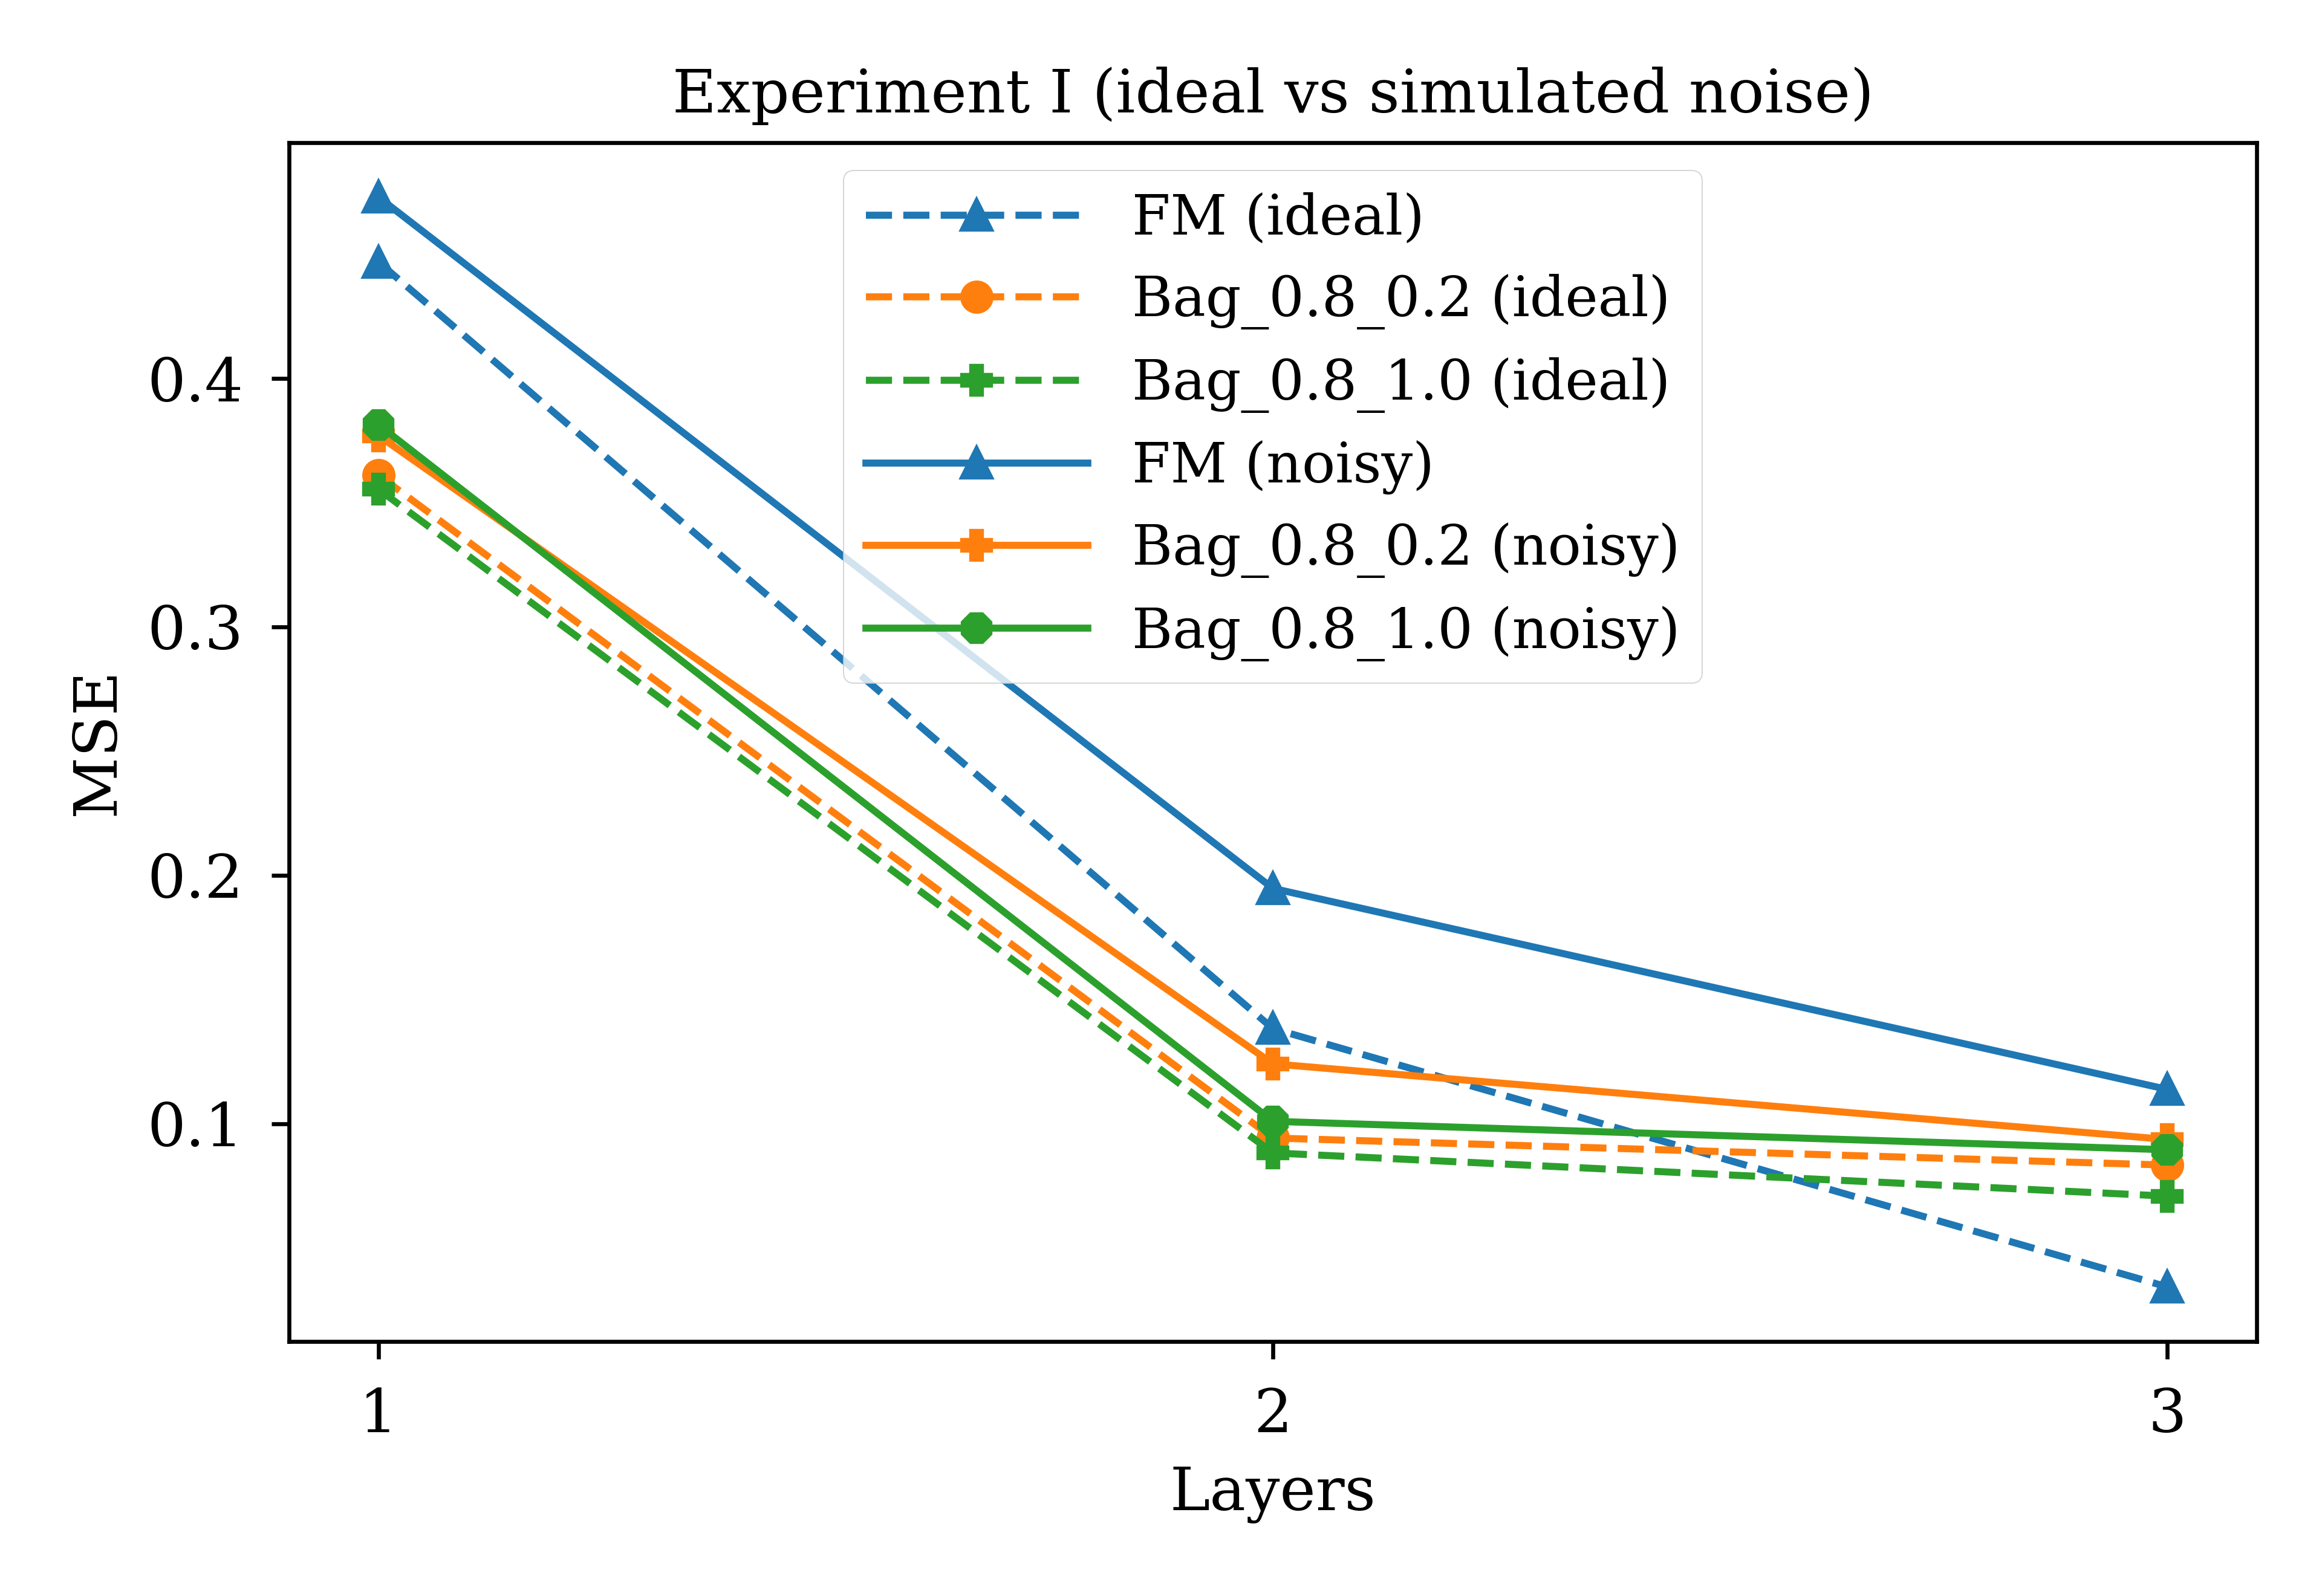 Experiment I (ideal vs simulated noise)
FM (ideal)
Bag_0.8_0.2 (ideal)
Bag_0.8_1.0 (ideal)
FM (noisy)
Bag_0.8_0.2 (noisy)
Bag_0.8_1.0 (noisy)
0.4
0.3
0.2
0.1
MSE
1 2 3
Layers